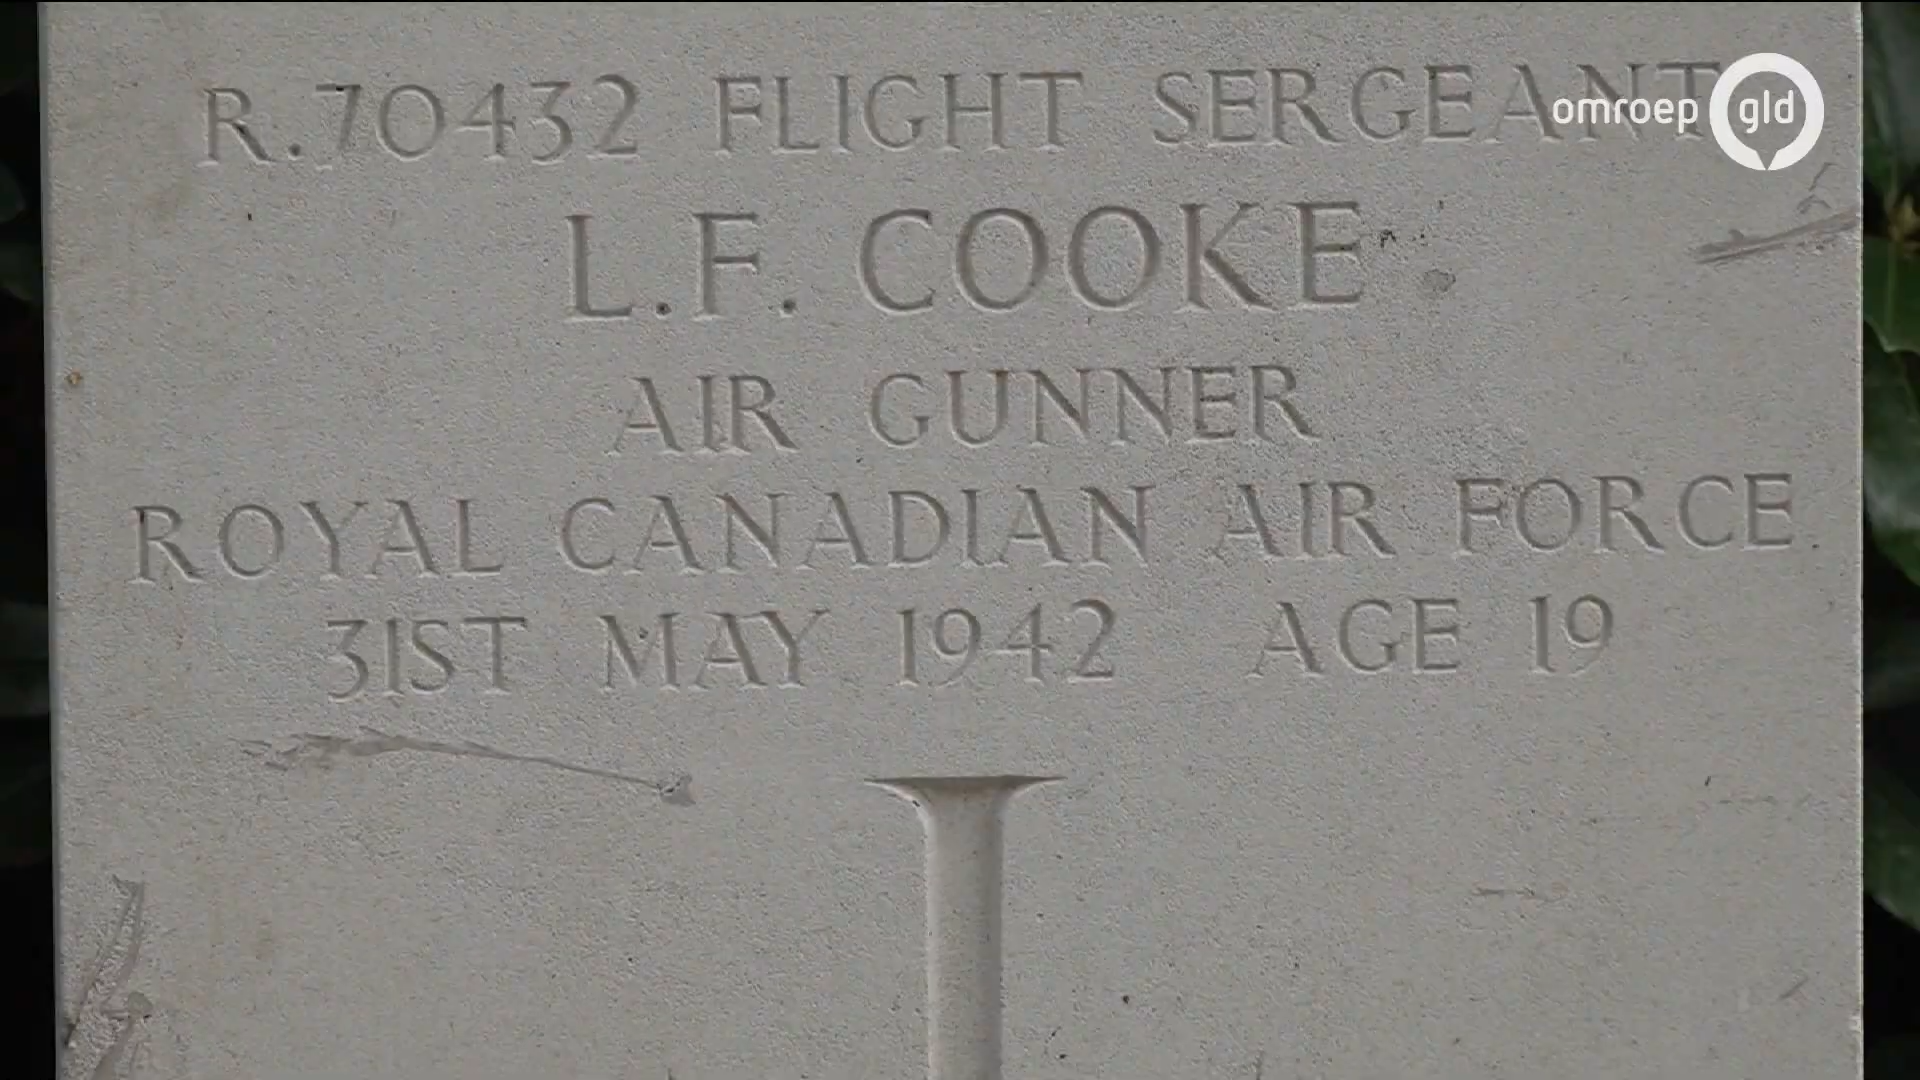 R.70432 FLIGHT SERGEANT
omroep gld
L.F. COOKE
AIR GUNNER
ROYAL CANADIAN AIR FORCE
31ST MAY 1942 AGE 19